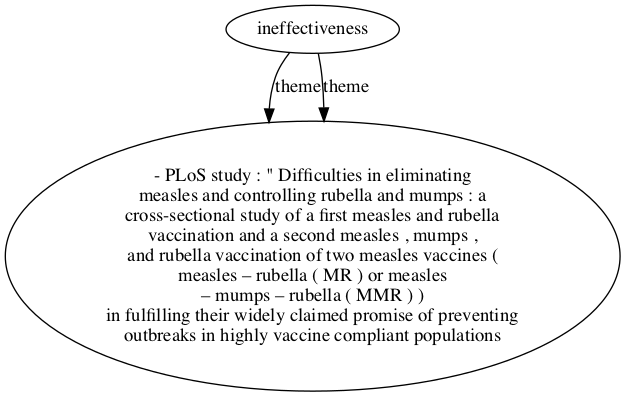 ineffectiveness
theme theme
- PLoS study : " Difficulties in eliminating
measles and controlling rubella and mumps : a
cross-sectional study of a first measles and rubella
vaccination and a second measles , mumps ,
and rubella vaccination of two measles vaccines (
measles – rubella ( MR ) or measles
– mumps – rubella ( MMR ) )
in fulfilling their widely claimed promise of preventing
outbreaks in highly vaccine compliant populations